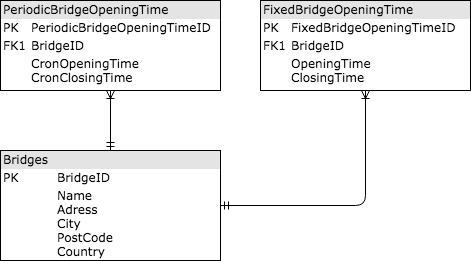 PeriodicBridgeOpeningTime
PK PeriodicBridgeOpeningTimeID
FK1 BridgeID
CronOpeningTime
CronClosingTime
FixedBridgeOpeningTime
PK FixedBridgeOpeningTimeID
FK1 BridgeID
OpeningTime
ClosingTime
Bridges
PK BridgeID
Name
Adress
City
PostCode
Country